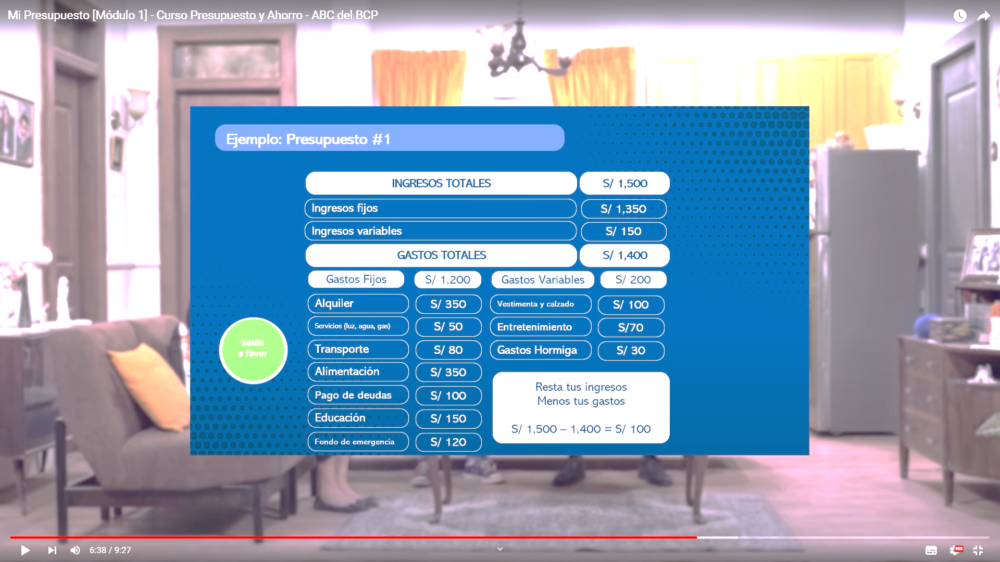 Mi Presupuesto [Módulo 1] - Curso Presupuesto y Ahorro - ABC del BCP
Ejemplo: Presupuesto #1
INGRESOS TOTALES S/ 1,500
Ingresos fijos S/ 1,350
Ingresos variables S/ 150
GASTOS TOTALES S/ 1,400
Gastos Fijos S/ 1,200 Gastos Variables S/ 200
Alquiler S/ 350 Vestimenta y calzado S/ 100
Servicios (luz, agua, gas) S/ 50 Entretenimiento S/70
Transporte S/ 80 Gastos Hormiga S/ 30
Alimentación S/ 350
Pago de deudas S/ 100
Educación S/ 150
Fondo de emergencia S/ 120
Saldo
a favor
Resta tus ingresos
Menos tus gastos
S/ 1,500 – 1,400 = S/ 100
6:38 / 9:27
HD